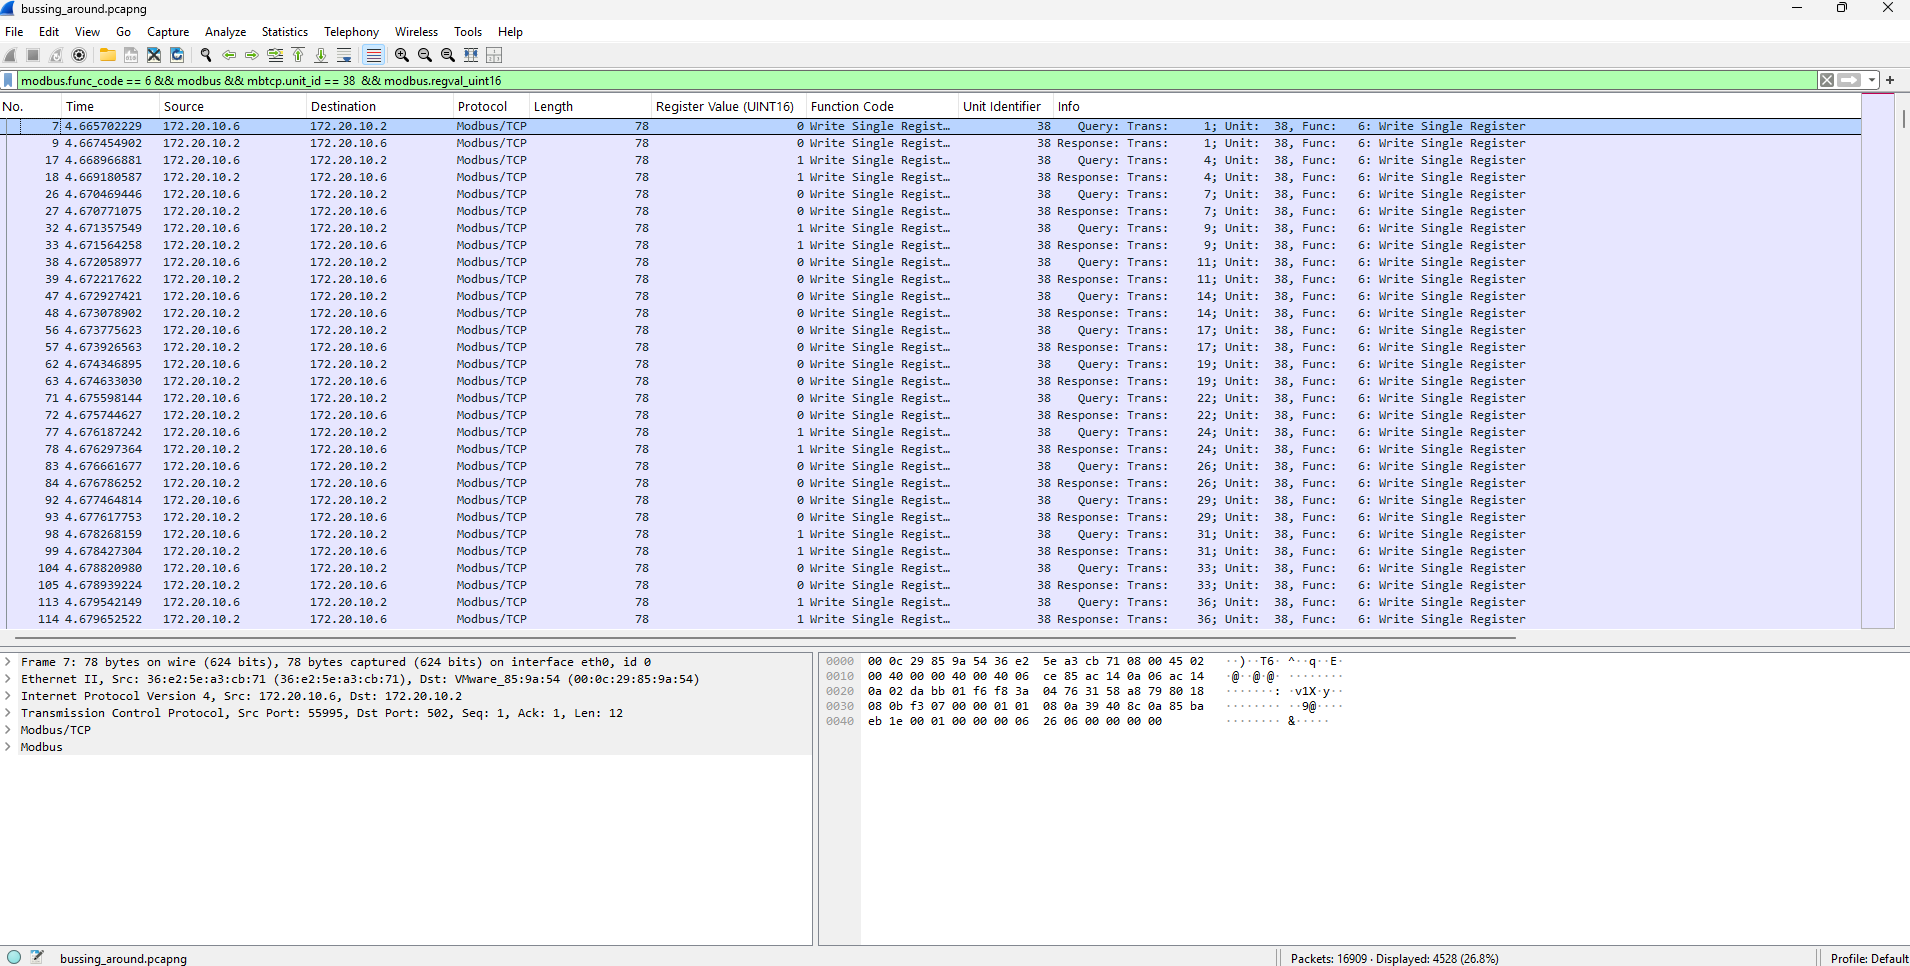 bussing_around.pcapng
File Edit View Go Capture Analyze Statistics Telephony Wireless Tools Help
modbus.func_code == 6 && modbus && mbtcp.unit_id == 38 && modbus.regval_uint16
No. Time Source Destination Protocol Length Register Value (UINT16) Function Code Unit Identifier Info
7 4.665702229 172.20.10.6 172.20.10.2 Modbus/TCP 78 0 Write Single Regist… 38 Query: Trans: 1; Unit: 38, Func: 6: Write Single Register
9 4.667454902 172.20.10.2 172.20.10.6 Modbus/TCP 78 0 Write Single Regist… 38 Response: Trans: 1; Unit: 38, Func: 6: Write Single Register
17 4.668966881 172.20.10.6 172.20.10.2 Modbus/TCP 78 1 Write Single Regist… 38 Query: Trans: 4; Unit: 38, Func: 6: Write Single Register
18 4.669180587 172.20.10.2 172.20.10.6 Modbus/TCP 78 1 Write Single Regist… 38 Response: Trans: 4; Unit: 38, Func: 6: Write Single Register
26 4.670469446 172.20.10.6 172.20.10.2 Modbus/TCP 78 0 Write Single Regist… 38 Query: Trans: 7; Unit: 38, Func: 6: Write Single Register
27 4.670771075 172.20.10.2 172.20.10.6 Modbus/TCP 78 0 Write Single Regist… 38 Response: Trans: 7; Unit: 38, Func: 6: Write Single Register
32 4.671357549 172.20.10.6 172.20.10.2 Modbus/TCP 78 1 Write Single Regist… 38 Query: Trans: 9; Unit: 38, Func: 6: Write Single Register
33 4.671564258 172.20.10.2 172.20.10.6 Modbus/TCP 78 1 Write Single Regist… 38 Response: Trans: 9; Unit: 38, Func: 6: Write Single Register
38 4.672058977 172.20.10.6 172.20.10.2 Modbus/TCP 78 0 Write Single Regist… 38 Query: Trans: 11; Unit: 38, Func: 6: Write Single Register
39 4.672217622 172.20.10.2 172.20.10.6 Modbus/TCP 78 0 Write Single Regist… 38 Response: Trans: 11; Unit: 38, Func: 6: Write Single Register
47 4.672927421 172.20.10.6 172.20.10.2 Modbus/TCP 78 0 Write Single Regist… 38 Query: Trans: 14; Unit: 38, Func: 6: Write Single Register
48 4.673078902 172.20.10.2 172.20.10.6 Modbus/TCP 78 0 Write Single Regist… 38 Response: Trans: 14; Unit: 38, Func: 6: Write Single Register
56 4.673775623 172.20.10.6 172.20.10.2 Modbus/TCP 78 0 Write Single Regist… 38 Query: Trans: 17; Unit: 38, Func: 6: Write Single Register
57 4.673926563 172.20.10.2 172.20.10.6 Modbus/TCP 78 0 Write Single Regist… 38 Response: Trans: 17; Unit: 38, Func: 6: Write Single Register
62 4.674346895 172.20.10.6 172.20.10.2 Modbus/TCP 78 0 Write Single Regist… 38 Query: Trans: 19; Unit: 38, Func: 6: Write Single Register
63 4.674633030 172.20.10.2 172.20.10.6 Modbus/TCP 78 0 Write Single Regist… 38 Response: Trans: 19; Unit: 38, Func: 6: Write Single Register
71 4.675598144 172.20.10.6 172.20.10.2 Modbus/TCP 78 0 Write Single Regist… 38 Query: Trans: 22; Unit: 38, Func: 6: Write Single Register
72 4.675744627 172.20.10.2 172.20.10.6 Modbus/TCP 78 0 Write Single Regist… 38 Response: Trans: 22; Unit: 38, Func: 6: Write Single Register
77 4.676187242 172.20.10.6 172.20.10.2 Modbus/TCP 78 1 Write Single Regist… 38 Query: Trans: 24; Unit: 38, Func: 6: Write Single Register
78 4.676297364 172.20.10.2 172.20.10.6 Modbus/TCP 78 1 Write Single Regist… 38 Response: Trans: 24; Unit: 38, Func: 6: Write Single Register
83 4.676661677 172.20.10.6 172.20.10.2 Modbus/TCP 78 0 Write Single Regist… 38 Query: Trans: 26; Unit: 38, Func: 6: Write Single Register
84 4.676786252 172.20.10.2 172.20.10.6 Modbus/TCP 78 0 Write Single Regist… 38 Response: Trans: 26; Unit: 38, Func: 6: Write Single Register
92 4.677464814 172.20.10.6 172.20.10.2 Modbus/TCP 78 0 Write Single Regist… 38 Query: Trans: 29; Unit: 38, Func: 6: Write Single Register
93 4.677617753 172.20.10.2 172.20.10.6 Modbus/TCP 78 0 Write Single Regist… 38 Response: Trans: 29; Unit: 38, Func: 6: Write Single Register
98 4.678268159 172.20.10.6 172.20.10.2 Modbus/TCP 78 1 Write Single Regist… 38 Query: Trans: 31; Unit: 38, Func: 6: Write Single Register
99 4.678427304 172.20.10.2 172.20.10.6 Modbus/TCP 78 1 Write Single Regist… 38 Response: Trans: 31; Unit: 38, Func: 6: Write Single Register
104 4.678820980 172.20.10.6 172.20.10.2 Modbus/TCP 78 0 Write Single Regist… 38 Query: Trans: 33; Unit: 38, Func: 6: Write Single Register
105 4.678939224 172.20.10.2 172.20.10.6 Modbus/TCP 78 0 Write Single Regist… 38 Response: Trans: 33; Unit: 38, Func: 6: Write Single Register
113 4.679542149 172.20.10.6 172.20.10.2 Modbus/TCP 78 1 Write Single Regist… 38 Query: Trans: 36; Unit: 38, Func: 6: Write Single Register
114 4.679652522 172.20.10.2 172.20.10.6 Modbus/TCP 78 1 Write Single Regist… 38 Response: Trans: 36; Unit: 38, Func: 6: Write Single Register
Frame 7: 78 bytes on wire (624 bits), 78 bytes captured (624 bits) on interface eth0, id 0
Ethernet II, Src: 36:e2:5e:a3:cb:71 (36:e2:5e:a3:cb:71), Dst: VMware_85:9a:54 (00:0c:29:85:9a:54)
Internet Protocol Version 4, Src: 172.20.10.6, Dst: 172.20.10.2
Transmission Control Protocol, Src Port: 55995, Dst Port: 502, Seq: 1, Ack: 1, Len: 12
Modbus/TCP
Modbus
0000 00 0c 29 85 9a 54 36 e2 5e a3 cb 71 08 00 45 02 ··)··T6· ^··q··E·
0010 00 40 00 00 40 00 40 06 ce 85 ac 14 0a 06 ac 14 ·@··@·@· ········
0020 0a 02 da bb 01 f6 f8 3a 04 76 31 58 a8 79 80 18 ·······: ·v1X·y··
0030 08 0b f3 07 00 00 01 01 08 0a 39 40 8c 0a 85 ba ········ ··9@····
0040 eb 1e 00 01 00 00 00 06 26 06 00 00 00 00 ········ &·····
bussing_around.pcapng
Packets: 16909 · Displayed: 4528 (26.8%)
Profile: Default